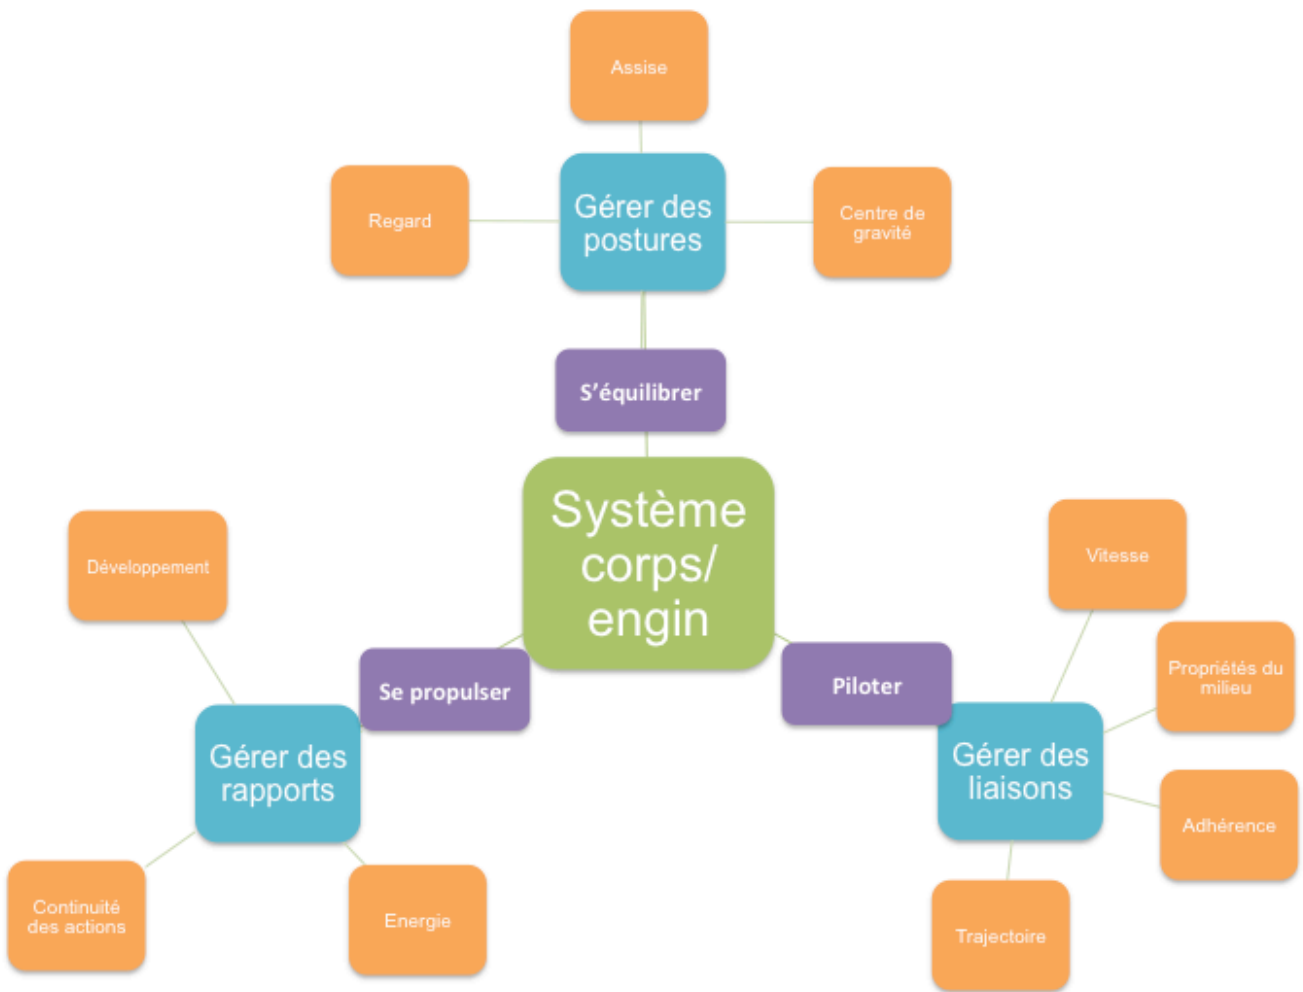 Assise
Regard
Gérer des
postures
Centre de
gravité
S'équilibrer
Système
corps/
engin
Développement
Vitesse
Se propulser
Piloter
Propriétés du
milieu
Gérer des
rapports
Gérer des
liaisons
Adhérence
Continuité
des actions
Energie
Trajectoire